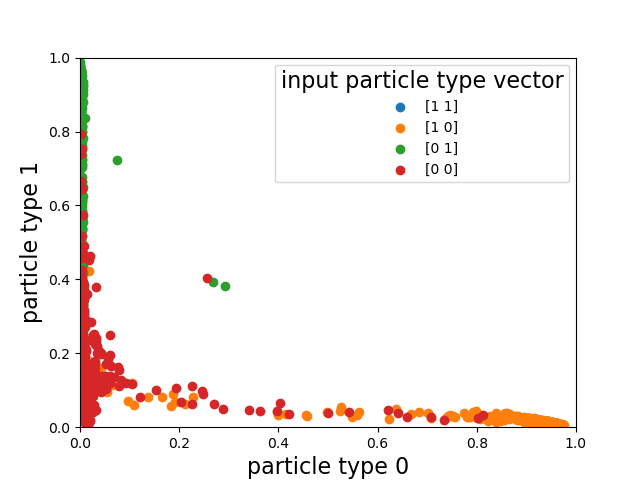 input particle type vector
[1 1]
[1 0]
[0 1]
[0 0]
1.0
0.8
0.6
0.4
0.2
0.0
particle type 1
0.0 0.2 0.4 0.6 0.8 1.0
particle type 0